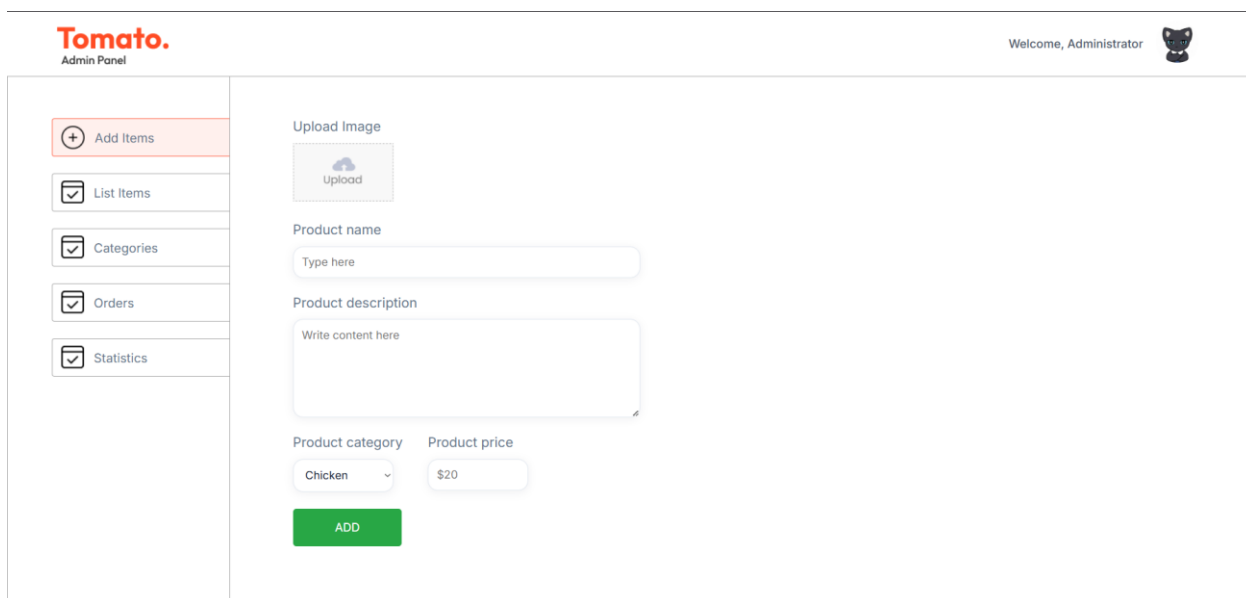 Tomato.
Admin Panel
Welcome, Administrator
Add Items
List Items
Categories
Orders
Statistics
Upload Image
Upload
Product name
Type here
Product description
Write content here
Product category Product price
Chicken $20
ADD